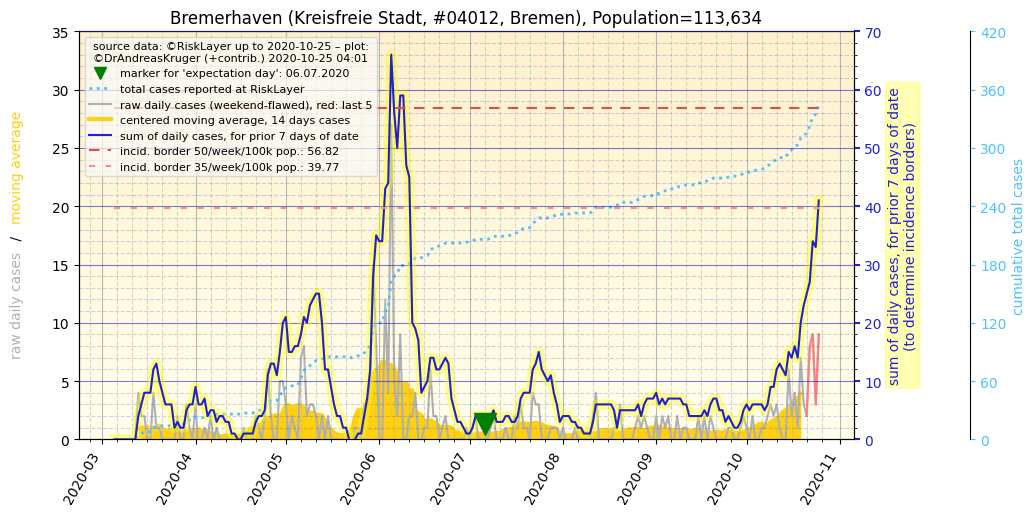 Bremerhaven (Kreisfreie Stadt, #04012, Bremen), Population=113,634
source data: ©RiskLayer up to 2020-10-25 – plot:
©DrAndreasKruger (+contrib.) 2020-10-25 04:01
marker for 'expectation day': 06.07.2020
total cases reported at RiskLayer
raw daily cases (weekend-flawed), red: last 5
centered moving average, 14 days cases
sum of daily cases, for prior 7 days of date
incid. border 50/week/100k pop.: 56.82
incid. border 35/week/100k pop.: 39.77
raw daily cases / moving average
35
30
25
20
15
10
5
0
70
60
50
40
30
20
10
0
sum of daily cases, for prior 7 days of date
(to determine incidence borders)
420
360
300
240
180
120
60
0
cumulative total cases
2020-03
2020-04
2020-05
2020-06
2020-07
2020-08
2020-09
2020-10
2020-11